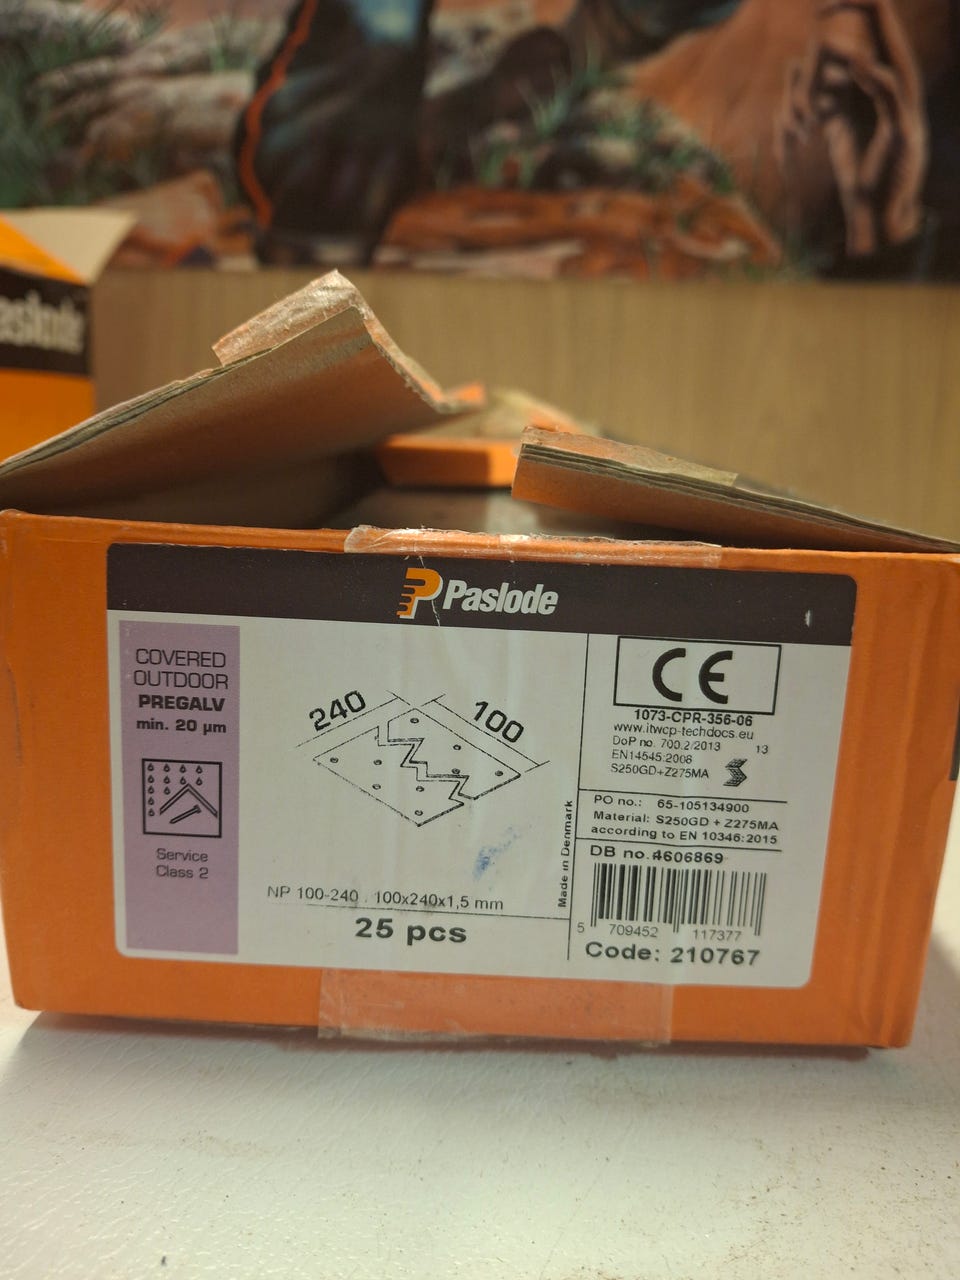 Paslode
COVERED
OUTDOOR
PREGALV
min. 20 µm
Service
Class 2
240
100
NP 100-240 . 100x240x1,5 mm
25 pcs
Made in Denmark
CE
1073-CPR-356-06
www.itwcp-techdocs.eu
DoP no. 700.2/2013 13
EN14545:2008
S250GD+Z275MA
PO no.: 65-105134900
Material: S250GD + Z275MA
according to EN 10346:2015
DB no.4606869
5 709452 117377
Code: 210767
aslode